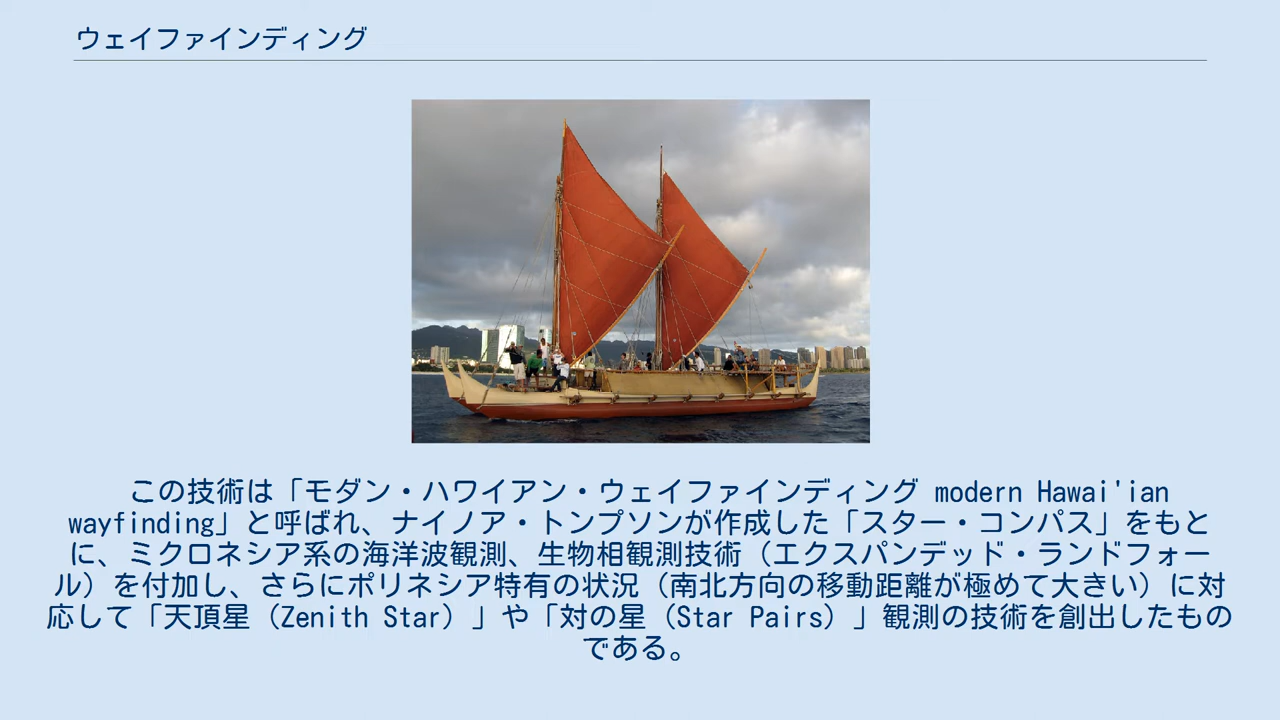 ウェイファインディング
この技術は「モダン・ハワイアン・ウェイファインディング modern Hawai'ian
wayfinding」と呼ばれ、ナイノア・トンプソンが作成した「スター・コンパス」をもと
に、ミクロネシア系の海洋波観測、生物相観測技術（エクスパンデッド・ランドフォー
ル）を付加し、さらにポリネシア特有の状況（南北方向の移動距離が極めて大きい）に対
応して「天頂星（Zenith Star）」や「対の星（Star Pairs）」観測の技術を創出したもの
である。